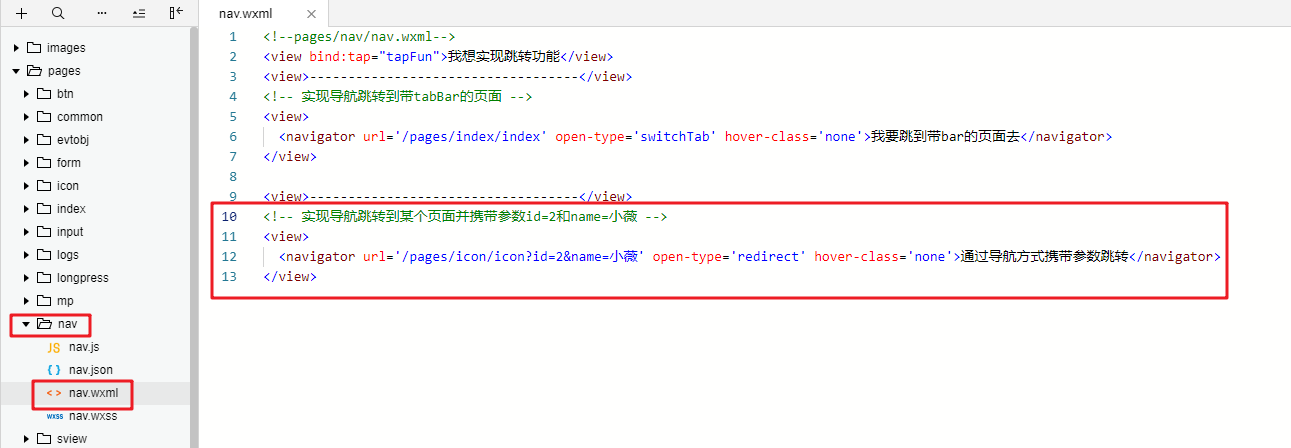 nav.wxml
images
pages
btn
common
evtobj
form
icon
index
input
logs
longpress
mp
nav
JS nav.js
{ } nav.json
< > nav.wxml
wxss nav.wxss
sview
1 <!--pages/nav/nav.wxml-->
2 <view bind:tap="tapFun">我想实现跳转功能</view>
3 <view>----------------------------------</view>
4 <!-- 实现导航跳转到带tabBar的页面 -->
5 <view>
6 <navigator url='/pages/index/index' open-type='switchTab' hover-class='none'>我要跳到带bar的页面去</navigator>
7 </view>
8
9 <view>----------------------------------</view>
10 <!-- 实现导航跳转到某个页面并携带参数id=2和name=小薇 -->
11 <view>
12 <navigator url='/pages/icon/icon?id=2&name=小薇' open-type='redirect' hover-class='none'>通过导航方式携带参数跳转</navigator>
13 </view>